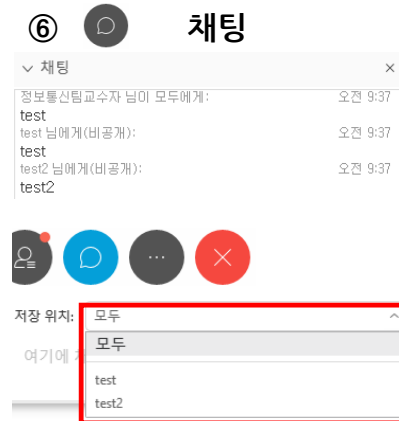 ⑥ 채팅
채팅
정보통신팀교수자 님이 모두에게: 오전 9:37
test
test 님에게(비공개): 오전 9:37
test
test2 님에게(비공개): 오전 9:37
test2
저장 위치: 모두
모두
여기에
test
test2